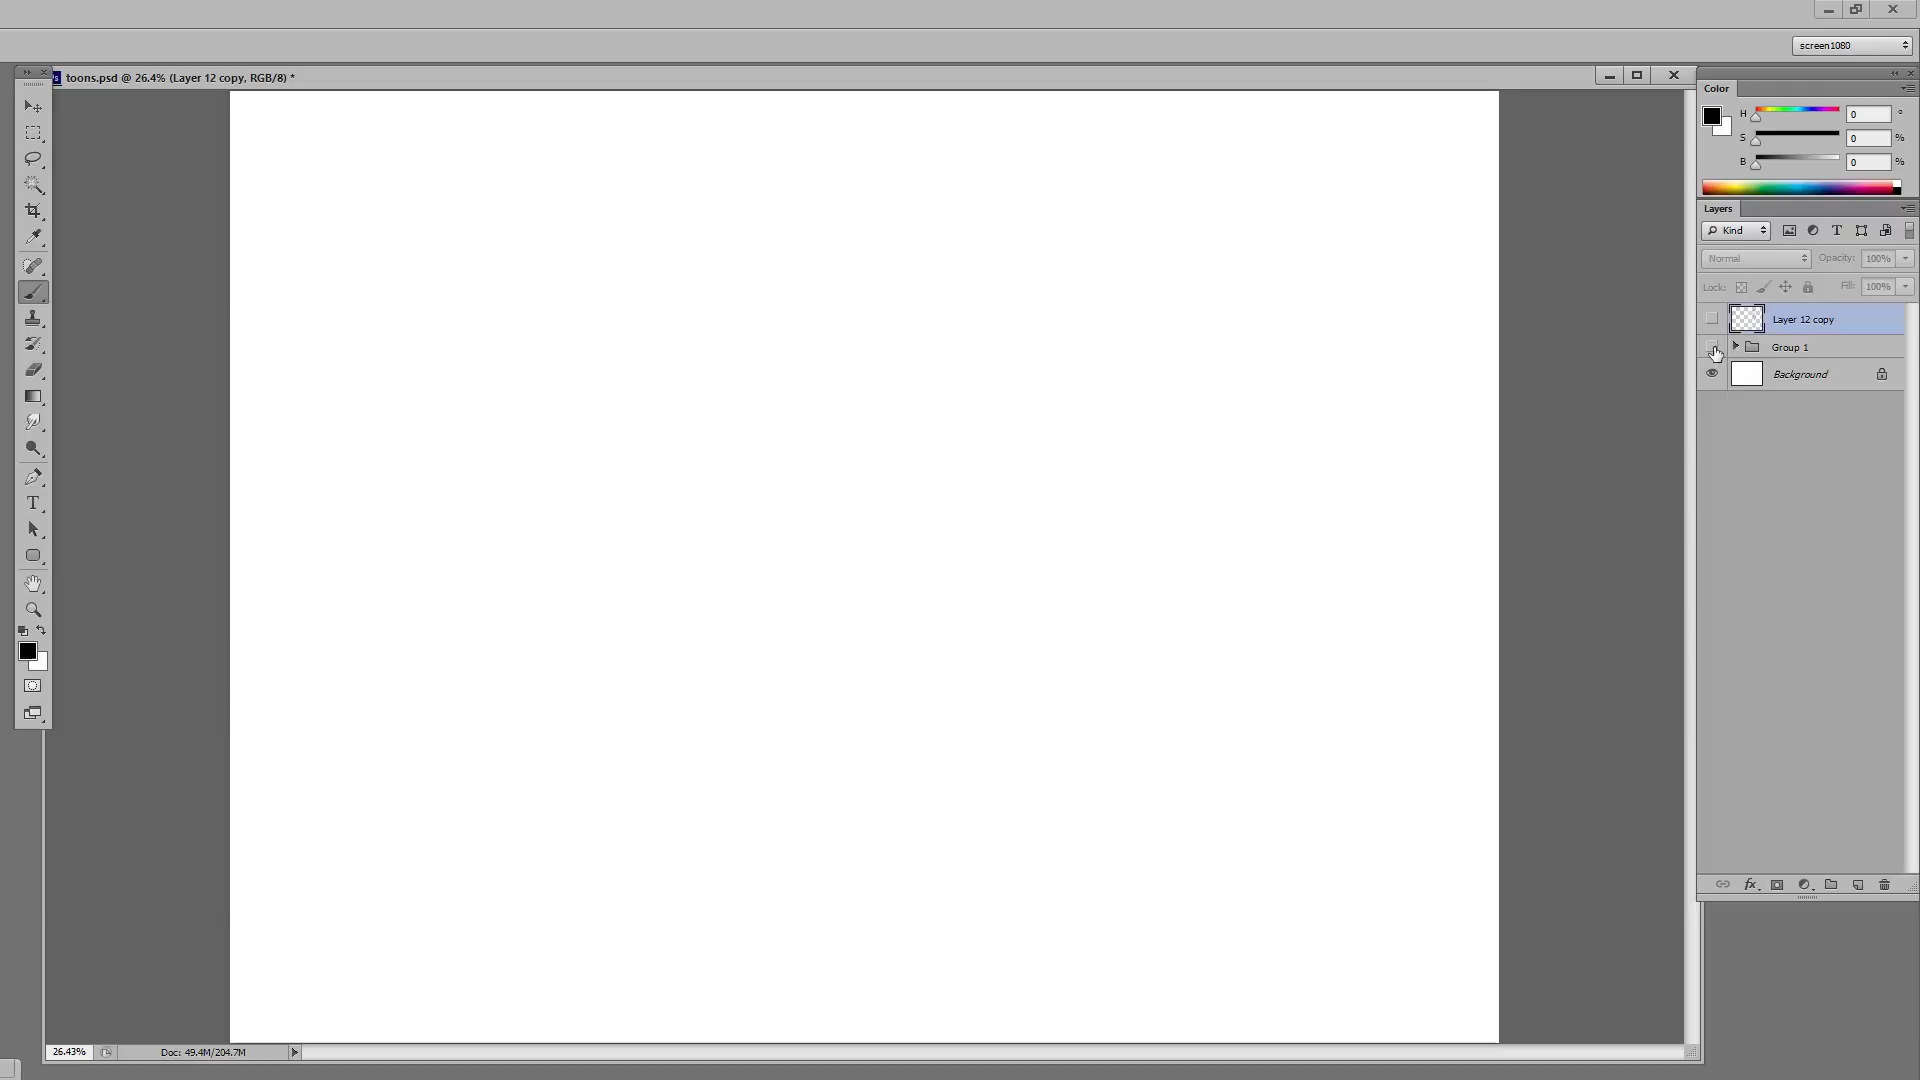 screen1080
toons.psd @ 26.4% (Layer 12 copy, RGB/8) *
Color
H 0 °
S 0 %
B 0 %
Layers
Kind
Normal Opacity: 100%
Lock: Fill: 100%
Layer 12 copy
Group 1
Background
fx
26.43% Doc: 49.4M/204.7M